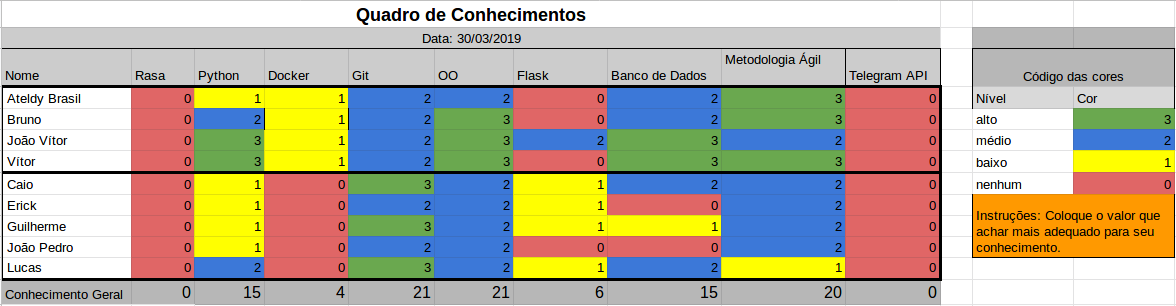 Quadro de Conhecimentos
Data: 30/03/2019
Nome Rasa Python Docker Git OO Flask Banco de Dados Metodologia Ágil Telegram API
Ateldy Brasil 0 1 1 2 2 0 2 3 0
Bruno 0 2 1 2 3 0 2 3 0
João Vítor 0 3 1 2 3 2 3 2 0
Vítor 0 3 1 2 3 0 3 3 0
Caio 0 1 0 3 2 1 2 2 0
Erick 0 1 0 2 2 1 0 2 0
Guilherme 0 1 0 3 2 1 1 2 0
João Pedro 0 1 0 2 2 0 0 2 0
Lucas 0 2 0 3 2 1 2 1 0
Conhecimento Geral 0 15 4 21 21 6 15 20 0
Código das cores
Nível Cor
alto 3
médio 2
baixo 1
nenhum 0
Instruções: Coloque o valor que
achar mais adequado para seu
conhecimento.